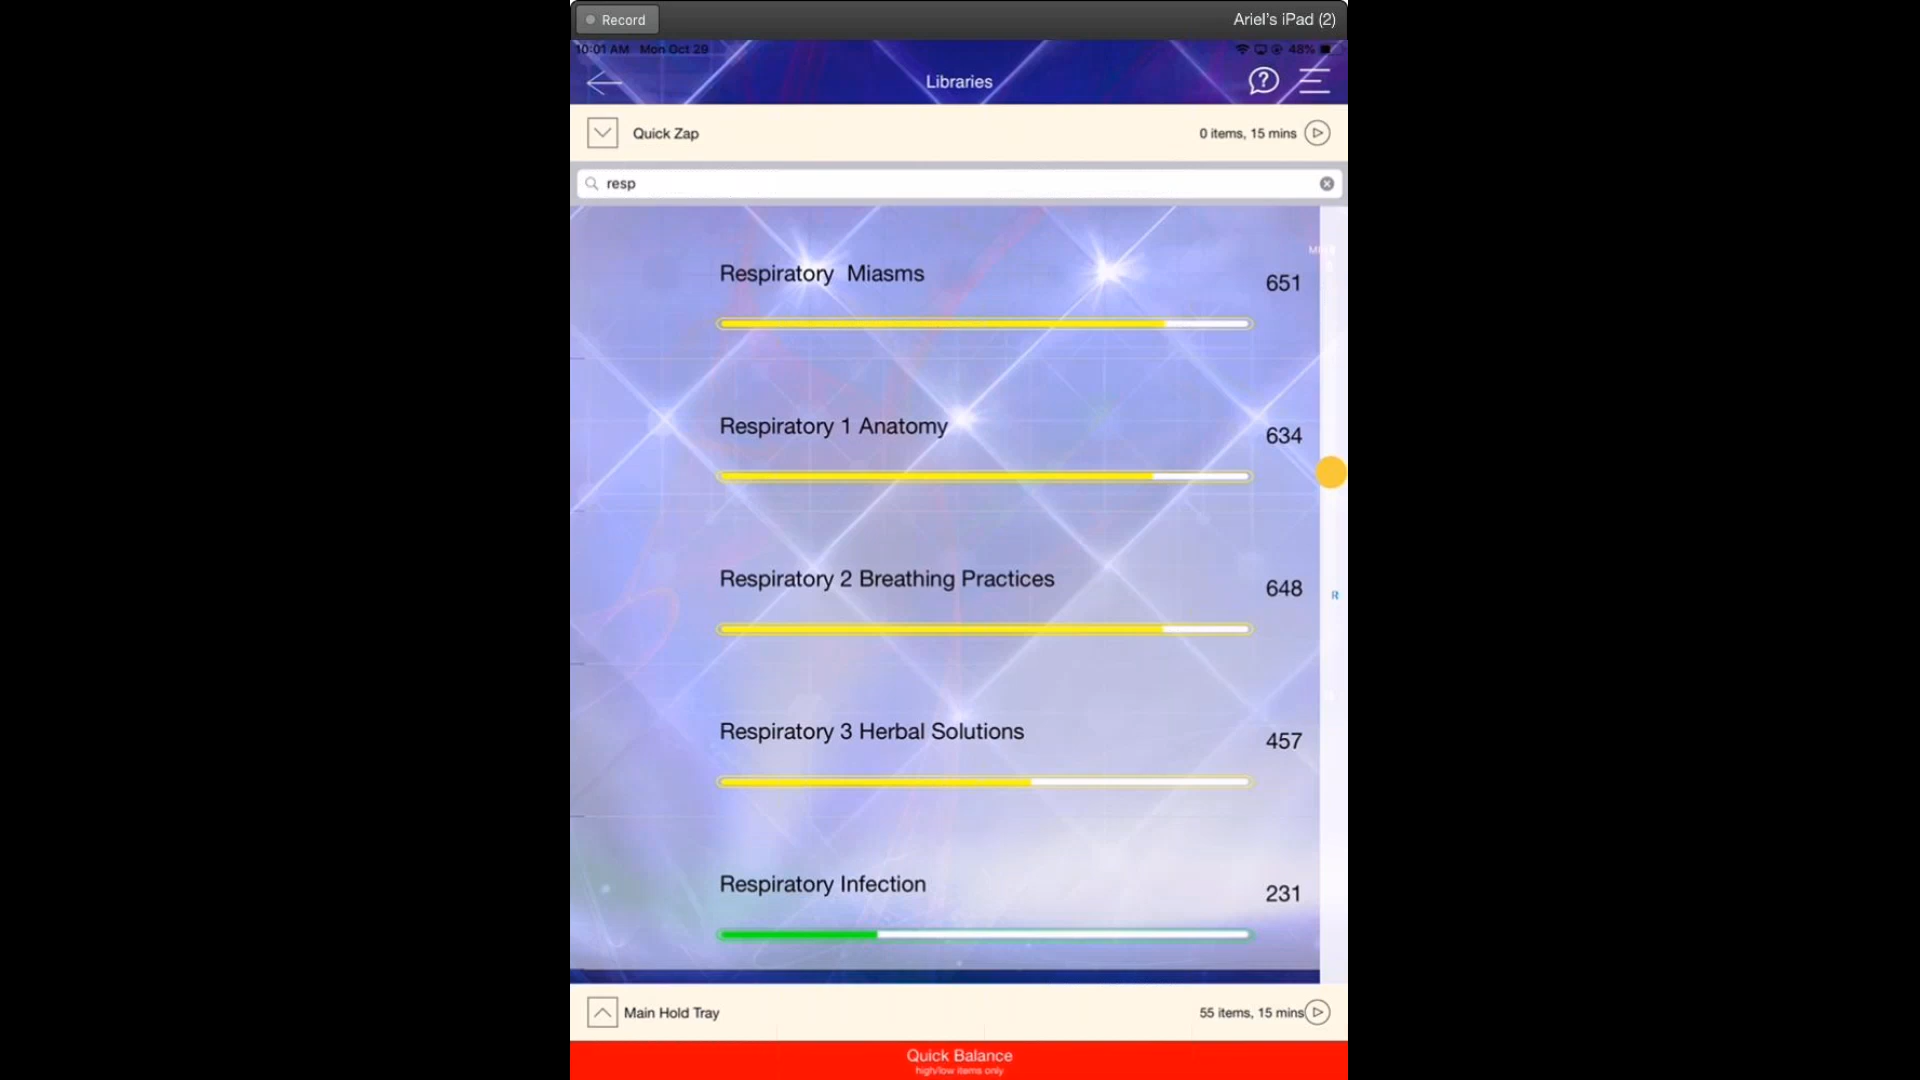 Record
Ariel's iPad (2)
10:01 AM Mon Oct 29
48%
Libraries
Quick Zap
0 items, 15 mins
resp
Respiratory  Miasms
651
Respiratory 1 Anatomy
634
Respiratory 2 Breathing Practices
648
R
Respiratory 3 Herbal Solutions
457
Respiratory Infection
231
Main Hold Tray
55 items, 15 mins
Quick Balance
high/low items only